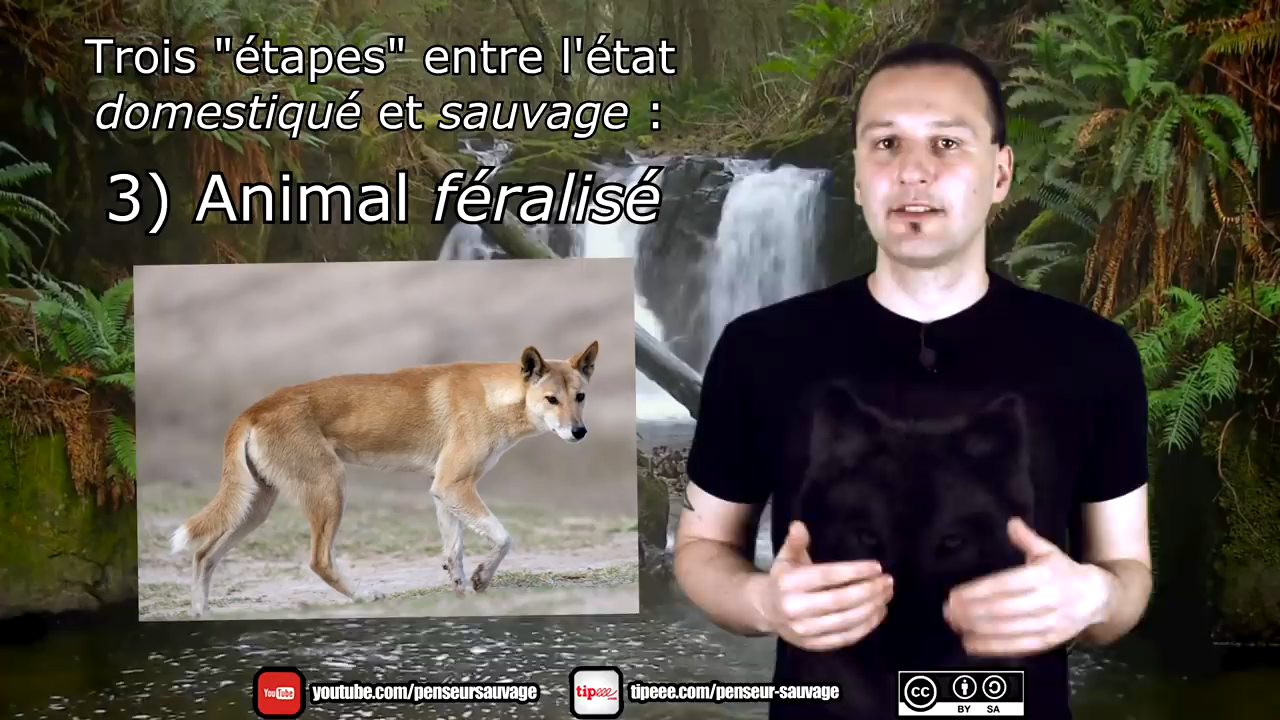 Trois "étapes" entre l'état
domestiqué et sauvage :
3) Animal féralisé
YouTube youtube.com/penseursauvage
tipeee.com tipeee.com/penseur-sauvage
cc BY SA